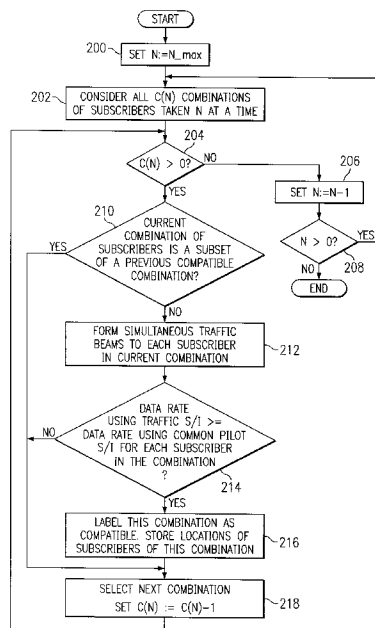 START
200
SET N:=N_max
202
CONSIDER ALL C(N) COMBINATIONS
OF SUBSCRIBERS TAKEN N AT A TIME
204
C(N) > 0?
NO
YES
206
SET N:=N-1
N > 0?
YES
208
NO
END
210
CURRENT
COMBINATION OF
SUBSCRIBERS IS A SUBSET
OF A PREVIOUS COMPATIBLE
COMBINATION?
YES
NO
FORM SIMULTANEOUS TRAFFIC
BEAMS TO EACH SUBSCRIBER
IN CURRENT COMBINATION
212
DATA RATE
USING TRAFFIC S/I >=
DATA RATE USING COMMON PILOT
S/I FOR EACH SUBSCRIBER
IN THE COMBINATION
?
NO
214
YES
LABEL THIS COMBINATION AS
COMPATIBLE. STORE LOCATIONS OF
SUBSCRIBERS OF THIS COMBINATION
216
SELECT NEXT COMBINATION
SET C(N) := C(N)-1
218